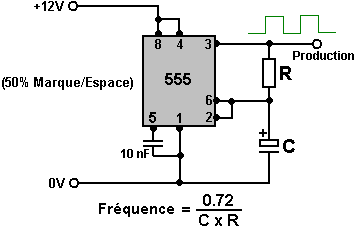 +12V
8 4 3
Production
R
(50% Marque/Espace)
555
6
5 1 2
+
C
10 nF
0V
Fréquence = 0.72 / C x R